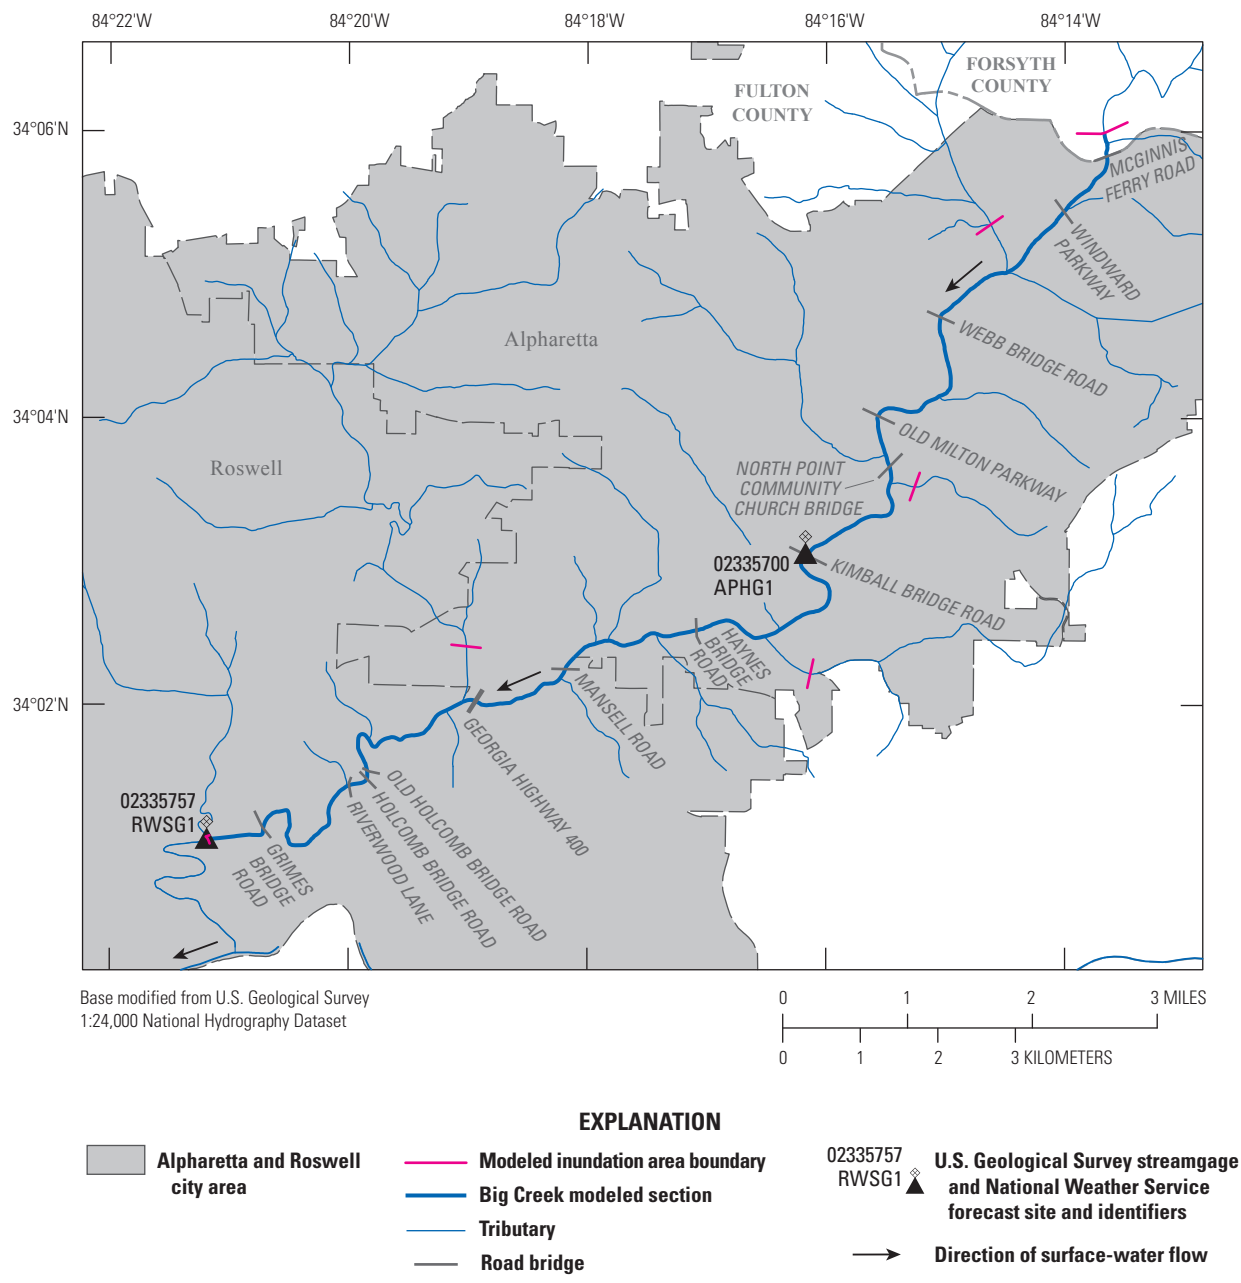 84°22'W
84°20'W
84°18'W
84°16'W
84°14'W
34°06'N
34°04'N
34°02'N
FULTON
COUNTY
FORSYTH
COUNTY
MCGINNIS
FERRY ROAD
WINDWARD
PARKWAY
WEBB BRIDGE ROAD
Alpharetta
OLD MILTON PARKWAY
Roswell
NORTH POINT
COMMUNITY
CHURCH BRIDGE
02335700
APHG1
KIMBALL BRIDGE ROAD
HAYNES
BRIDGE
ROAD
MANSELL ROAD
GEORGIA HIGHWAY 400
OLD HOLCOMB BRIDGE ROAD
HOLCOMB BRIDGE ROAD
RIVERWOOD LANE
02335757
RWSG1
GRIMES
BRIDGE
ROAD
Base modified from U.S. Geological Survey
1:24,000 National Hydrography Dataset
0 1 2 3 MILES
0 1 2 3 KILOMETERS
EXPLANATION
Alpharetta and Roswell
city area
Modeled inundation area boundary
Big Creek modeled section
Tributary
Road bridge
02335757
RWSG1
U.S. Geological Survey streamgage
and National Weather Service
forecast site and identifiers
Direction of surface-water flow